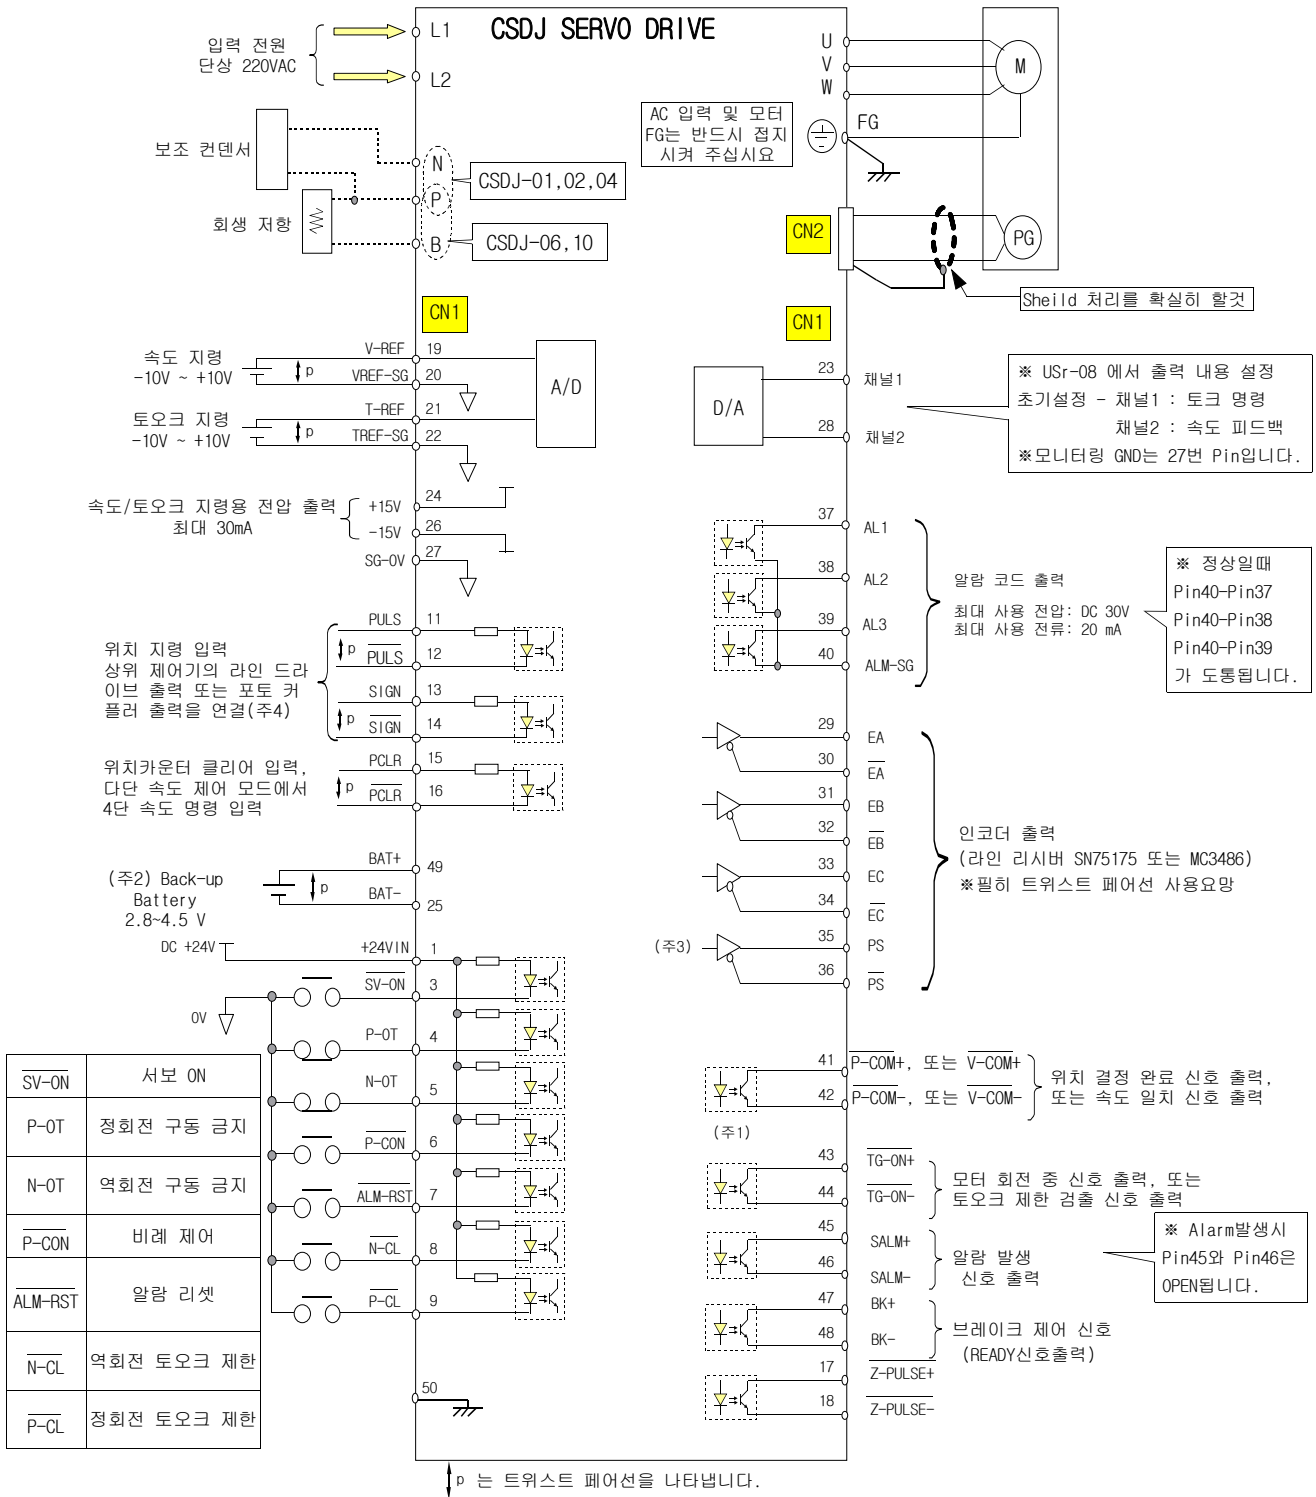 CSDJ SERVO DRIVE
입력 전원
단상 220VAC
L1
L2
보조 컨덴서
회생 저항
N
P
B
CSDJ-01,02,04
CSDJ-06,10
U
V
W
M
AC 입력 및 모터
FG는 반드시 접지
시켜 주십시요
FG
CN2
PG
Sheild 처리를 확실히 할것
CN1
CN1
속도 지령
-10V ~ +10V
p
V-REF 19
VREF-SG 20
토오크 지령
-10V ~ +10V
p
T-REF 21
TREF-SG 22
A/D
속도/토오크 지령용 전압 출력
최대 30mA
+15V 24
-15V 26
SG-0V 27
위치 지령 입력
상위 제어기의 라인 드라
이브 출력 또는 포토 커
플러 출력을 연결(주4)
p
PULS 11
PULS 12
p
SIGN 13
SIGN 14
위치카운터 클리어 입력,
다단 속도 제어 모드에서
4단 속도 명령 입력
p
PCLR 15
PCLR 16
(주2) Back-up
Battery
2.8~4.5 V
p
BAT+ 49
BAT- 25
DC +24V
+24VIN 1
0V
SV-ON 3
P-OT 4
N-OT 5
P-CON 6
ALM-RST 7
N-CL 8
P-CL 9
50
SV-ON 서보 ON
P-OT 정회전 구동 금지
N-OT 역회전 구동 금지
P-CON 비례 제어
ALM-RST 알람 리셋
N-CL 역회전 토오크 제한
P-CL 정회전 토오크 제한
D/A
23 채널1
28 채널2
※ USr-08 에서 출력 내용 설정
초기설정 - 채널1 : 토크 명령
채널2 : 속도 피드백
※모니터링 GND는 27번 Pin입니다.
37 AL1
38 AL2
39 AL3
40 ALM-SG
알람 코드 출력
최대 사용 전압: DC 30V
최대 사용 전류: 20 mA
※ 정상일때
Pin40-Pin37
Pin40-Pin38
Pin40-Pin39
가 도통됩니다.
29 EA
30 EA
31 EB
32 EB
33 EC
34 EC
(주3)
35 PS
36 PS
인코더 출력
(라인 리시버 SN75175 또는 MC3486)
※필히 트위스트 페어선 사용요망
41 P-COM+, 또는 V-COM+
42 P-COM-, 또는 V-COM-
(주1)
위치 결정 완료 신호 출력,
또는 속도 일치 신호 출력
43 TG-ON+
44 TG-ON-
모터 회전 중 신호 출력, 또는
토오크 제한 검출 신호 출력
45 SALM+
46 SALM-
알람 발생
신호 출력
※ Alarm발생시
Pin45와 Pin46은
OPEN됩니다.
47 BK+
48 BK-
브레이크 제어 신호
(READY신호출력)
17 Z-PULSE+
18 Z-PULSE-
p 는 트위스트 페어선을 나타냅니다.